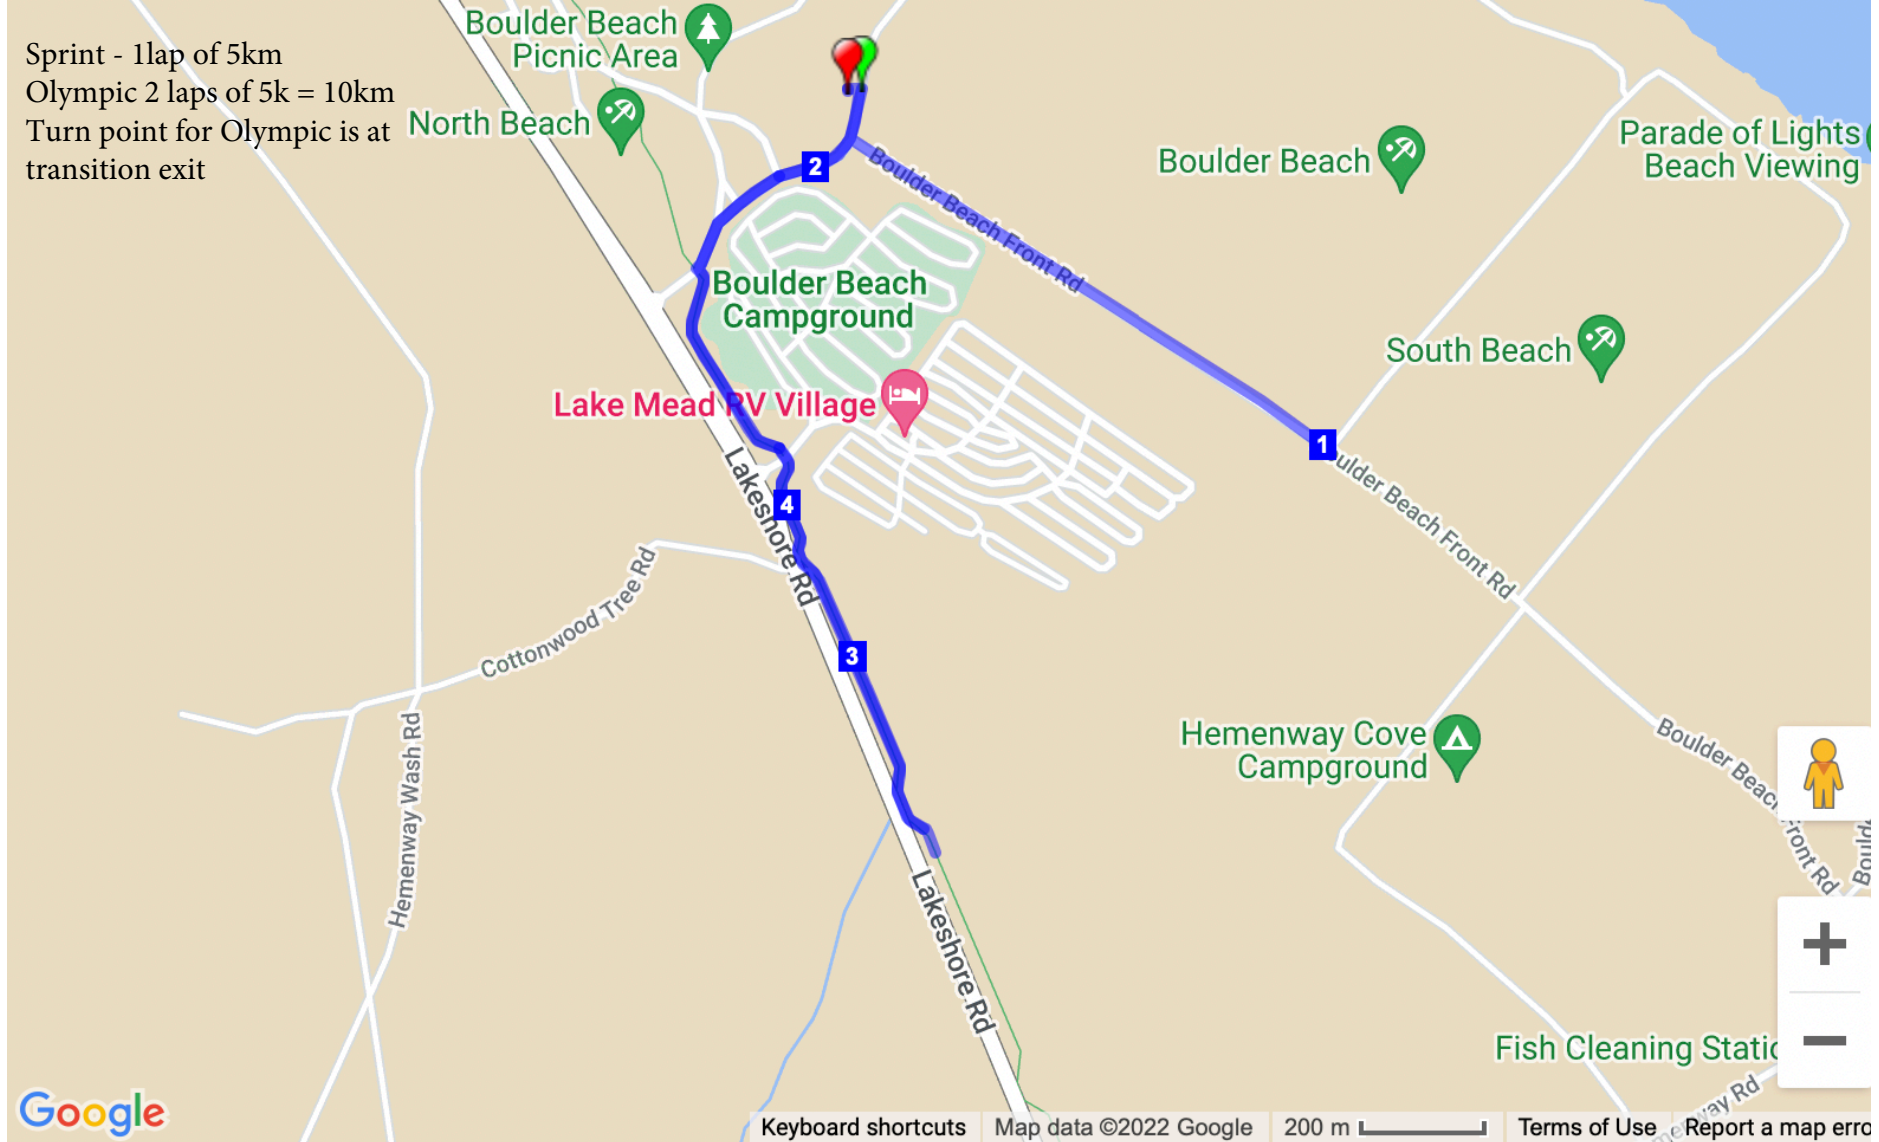 Sprint - 1lap of 5km
Olympic 2 laps of 5k = 10km
Turn point for Olympic is at
transition exit
Boulder Beach
Picnic Area
North Beach
Boulder Beach
Parade of Lights
Beach Viewing
2
Boulder Beach Front Rd
Boulder Beach
Campground
South Beach
Lake Mead RV Village
1
ulder Beach Front Rd
Lakeshore Rd
4
Cottonwood Tree Rd
3
Hemenway Cove
Campground
Boulder Beach Front Rd
Bould
Hemenway Wash Rd
Lakeshore Rd
Fish Cleaning Static
menway Rd
Google
Keyboard shortcuts
Map data ©2022 Google
200 m
Terms of Use
Report a map erro